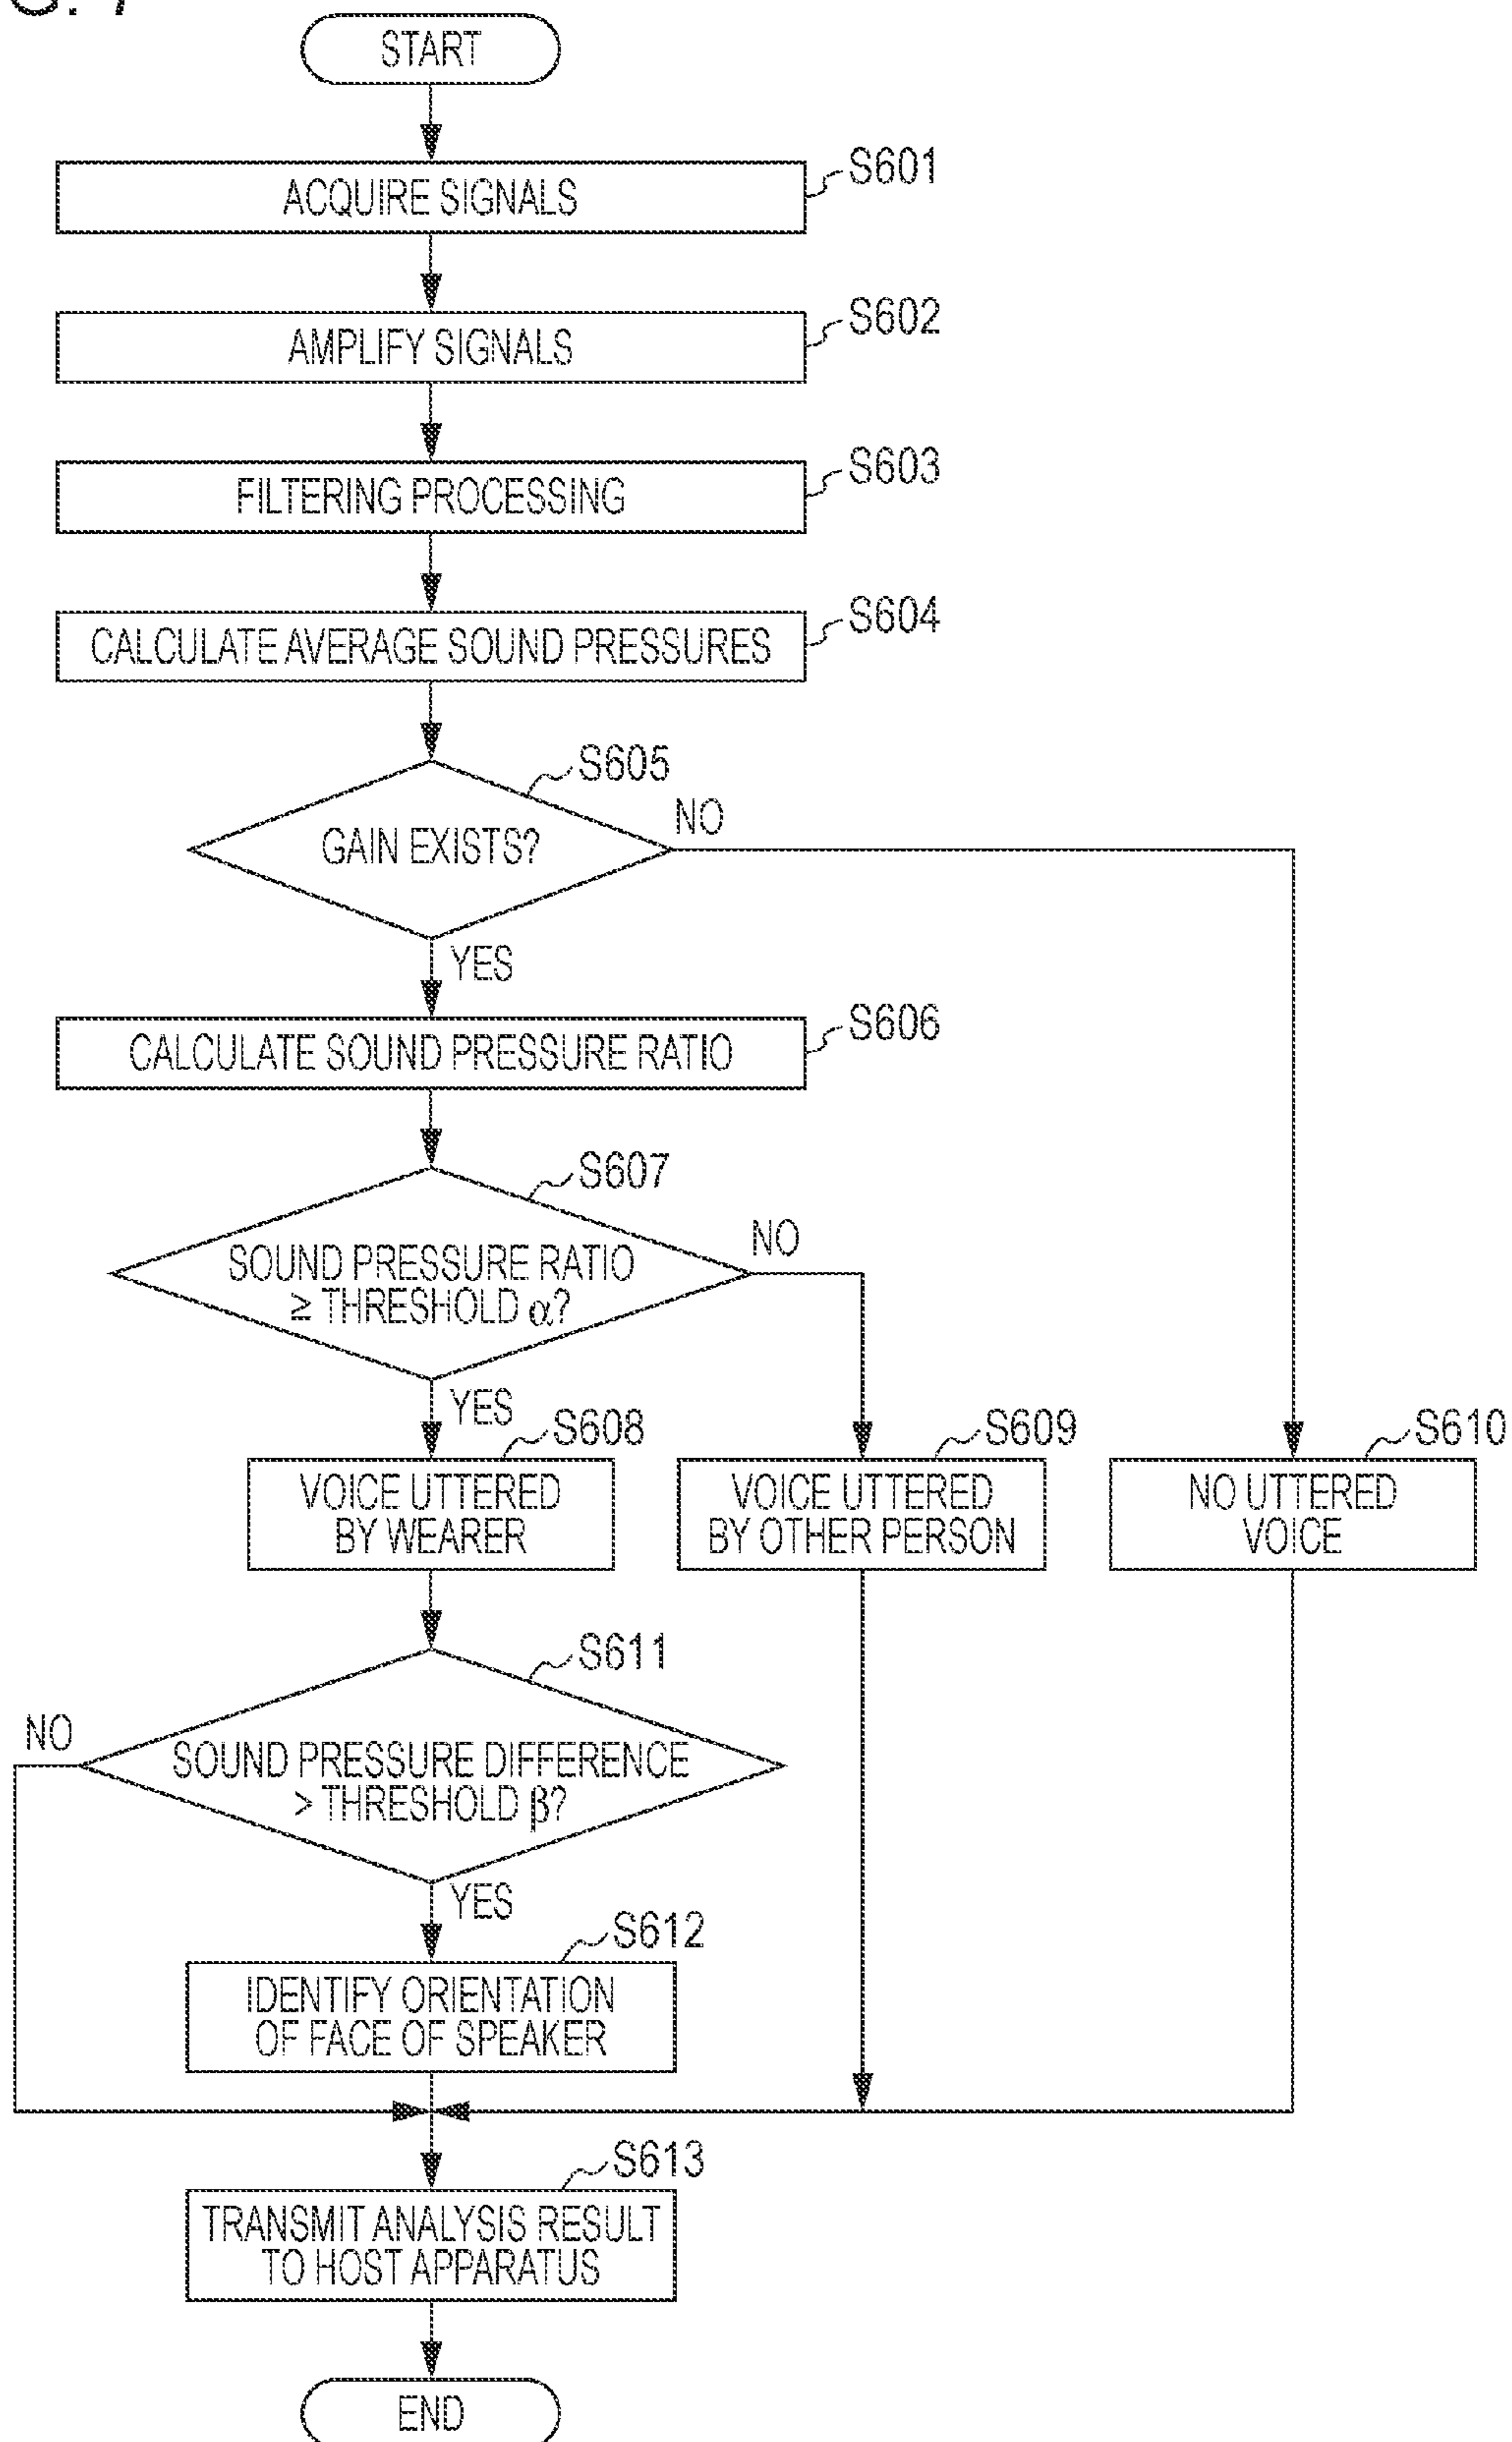 START
ACQUIRE SIGNALS
S601
AMPLIFY SIGNALS
S602
FILTERING PROCESSING
S603
CALCULATE AVERAGE SOUND PRESSURES
S604
GAIN EXISTS?
S605
NO
YES
CALCULATE SOUND PRESSURE RATIO
S606
SOUND PRESSURE RATIO
≥ THRESHOLD α?
S607
NO
YES
VOICE UTTERED
BY WEARER
S608
VOICE UTTERED
BY OTHER PERSON
S609
NO UTTERED
VOICE
S610
SOUND PRESSURE DIFFERENCE
> THRESHOLD β?
S611
NO
YES
IDENTIFY ORIENTATION
OF FACE OF SPEAKER
S612
TRANSMIT ANALYSIS RESULT
TO HOST APPARATUS
S613
END